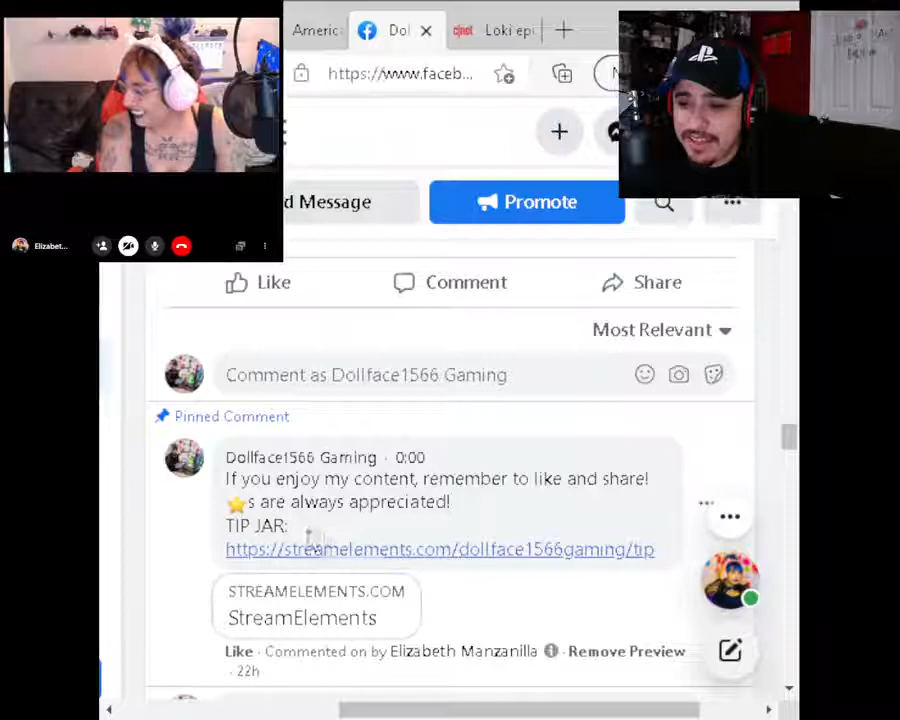 Americ
Dol
cnet
Loki epi
https://www.faceb...
d Message
Promote
Elizabet...
Like
Comment
Share
Most Relevant
Comment as Dollface1566 Gaming
Pinned Comment
Dollface1566 Gaming · 0:00
If you enjoy my content, remember to like and share!
⭐s are always appreciated!
TIP JAR:
https://streamelements.com/dollface1566gaming/tip
STREAMELEMENTS.COM
StreamElements
Like · Commented on by Elizabeth Manzanilla · Remove Preview
· 22h